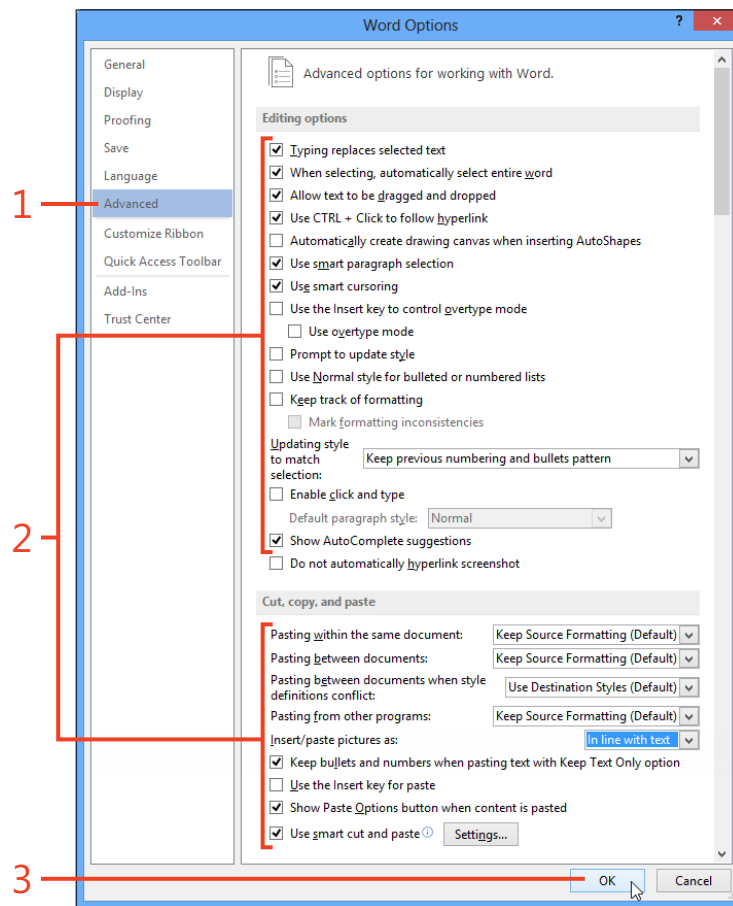 Word Options
?
×
General
Display
Proofing
Save
Language
Advanced
Customize Ribbon
Quick Access Toolbar
Add-Ins
Trust Center
1
2
3
Advanced options for working with Word.
Editing options
Typing replaces selected text
When selecting, automatically select entire word
Allow text to be dragged and dropped
Use CTRL + Click to follow hyperlink
Automatically create drawing canvas when inserting AutoShapes
Use smart paragraph selection
Use smart cursoring
Use the Insert key to control overtype mode
Use overtype mode
Prompt to update style
Use Normal style for bulleted or numbered lists
Keep track of formatting
Mark formatting inconsistencies
Updating style
to match
selection:
Keep previous numbering and bullets pattern
Enable click and type
Default paragraph style: Normal
Show AutoComplete suggestions
Do not automatically hyperlink screenshot
Cut, copy, and paste
Pasting within the same document: Keep Source Formatting (Default)
Pasting between documents: Keep Source Formatting (Default)
Pasting between documents when style
definitions conflict:
Use Destination Styles (Default)
Pasting from other programs: Keep Source Formatting (Default)
Insert/paste pictures as: In line with text
Keep bullets and numbers when pasting text with Keep Text Only option
Use the Insert key for paste
Show Paste Options button when content is pasted
Use smart cut and paste Settings...
OK Cancel